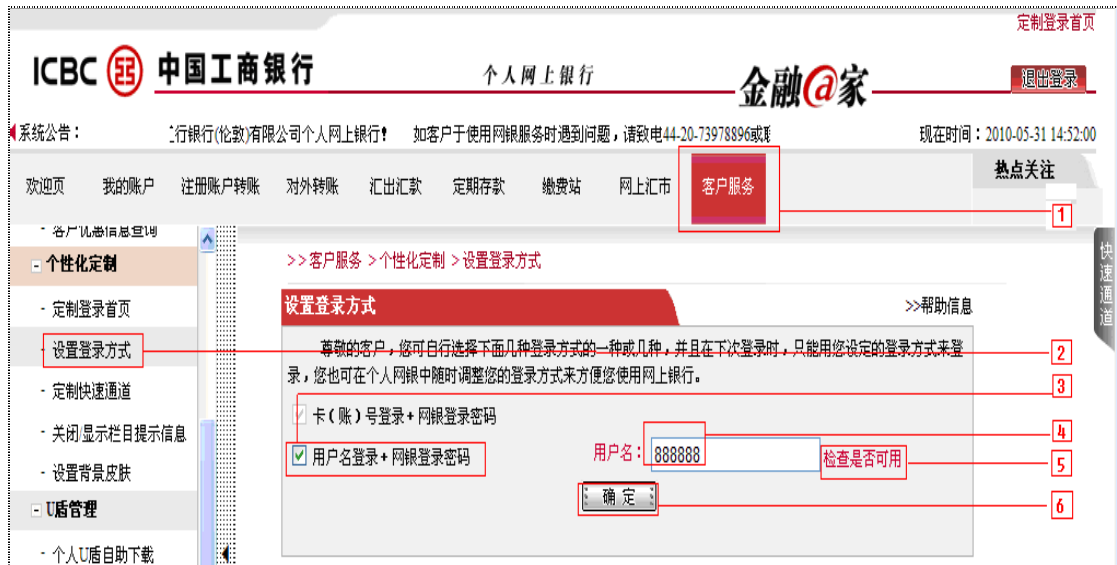 定制登录首页
ICBC 中国工商银行
个人网上银行
金融@家
退出登录
系统公告：
行银行(伦敦)有限公司个人网上银行！ 如客户于使用网银服务时遇到问题，请致电44-20-73978896或
现在时间：2010-05-31 14:52:00
欢迎页 我的账户 注册账户转账 对外转账 汇出汇款 定期存款 缴费站 网上汇市 客户服务
热点关注
1
快速通道
- 客户优惠信息查询
- 个性化定制
- 定制登录首页
- 设置登录方式
- 定制快速通道
- 关闭/显示栏目提示信息
- 设置背景皮肤
- U盾管理
- 个人U盾自助下载
>>客户服务 >个性化定制 >设置登录方式
设置登录方式
>>帮助信息
尊敬的客户，您可自行选择下面几种登录方式的一种或几种，并且在下次登录时，只能用您设定的登录方式来登
录，您也可在个人网银中随时调整您的登录方式来方便您使用网上银行。
2
3
卡(账)号登录+网银登录密码
用户名登录+网银登录密码
用户名： 888888
检查是否可用
4
5
确 定
6